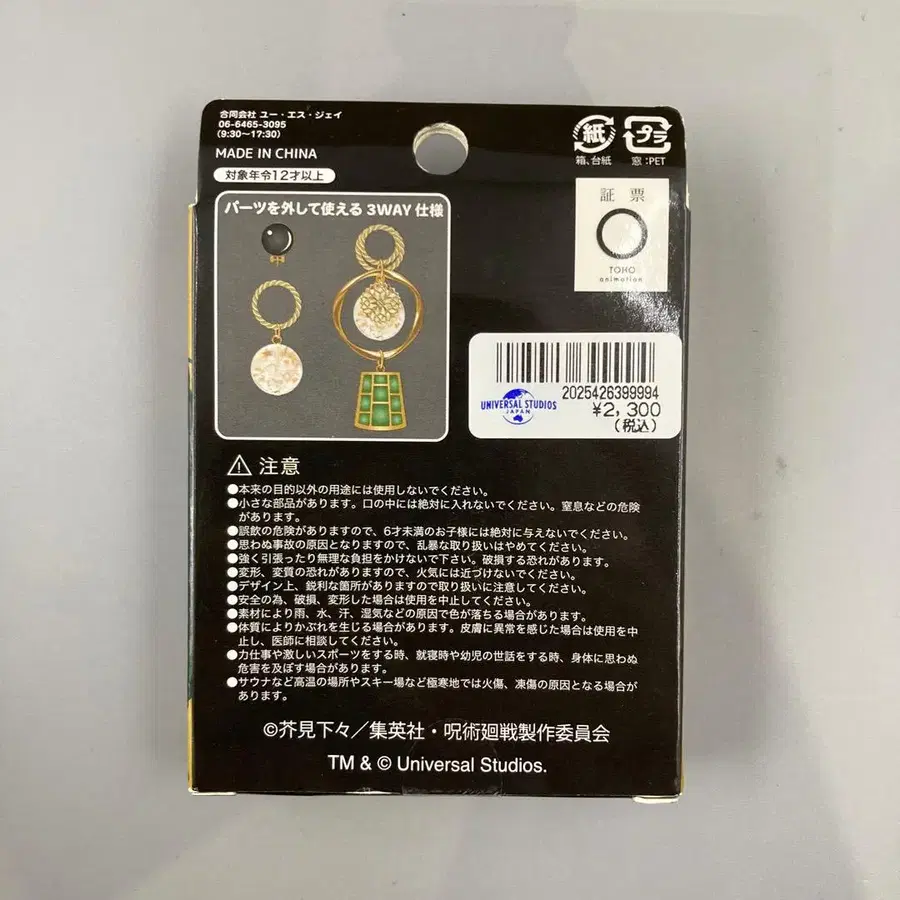 合同会社 ユー・エス・ジェイ
06-6465-3095
(9:30〜17:30)
MADE IN CHINA
対象年令12才以上
紙
箱、台紙
プラ
窓:PET
証票
TOHO
animation
パーツを外して使える 3WAY 仕様
UNIVERSAL STUDIOS
JAPAN
2025426399994
¥2,300
(税込)
注意
●本来の目的以外の用途には使用しないでください。
●小さな部品があります。口の中には絶対に入れないでください。窒息などの危険
があります。
●誤飲の危険がありますので、6才未満のお子様には絶対に与えないでください。
●思わぬ事故の原因となりますので、乱暴な取り扱いはやめてください。
●強く引張ったり無理な負担をかけないで下さい。破損する恐れがあります。
●変形、変質の恐れがありますので、火気には近づけないでください。
●デザイン上、鋭利な箇所がありますので取り扱いに注意してください。
●安全の為、破損、変形した場合は使用を中止してください。
●素材により雨、水、汗、湿気などの原因で色が落ちる場合があります。
●体質によりかぶれを生じる場合があります。皮膚に異常を感じた場合は使用を中
止し、医師に相談してください。
●力仕事や激しいスポーツをする時、就寝時や幼児の世話をする時、身体に思わぬ
危害を及ぼす場合があります。
●サウナなど高温の場所やスキー場など極寒地では火傷、凍傷の原因となる場合が
あります。
©芥見下々/集英社・呪術廻戦製作委員会
TM & © Universal Studios.